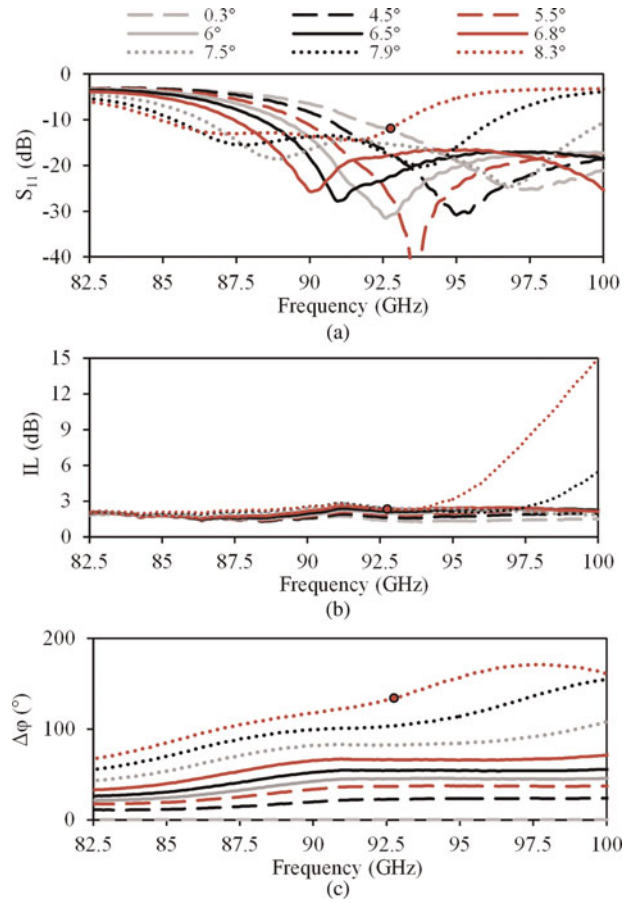 0.3° 4.5° 5.5°
6° 6.5° 6.8°
7.5° 7.9° 8.3°
0
-10
-20
-30
-40
S11 (dB)
82.5 85 87.5 90 92.5 95 97.5 100
Frequency (GHz)
(a)
15
12
9
6
3
0
IL (dB)
82.5 85 87.5 90 92.5 95 97.5 100
Frequency (GHz)
(b)
200
100
0
Δφ (°)
82.5 85 87.5 90 92.5 95 97.5 100
Frequency (GHz)
(c)